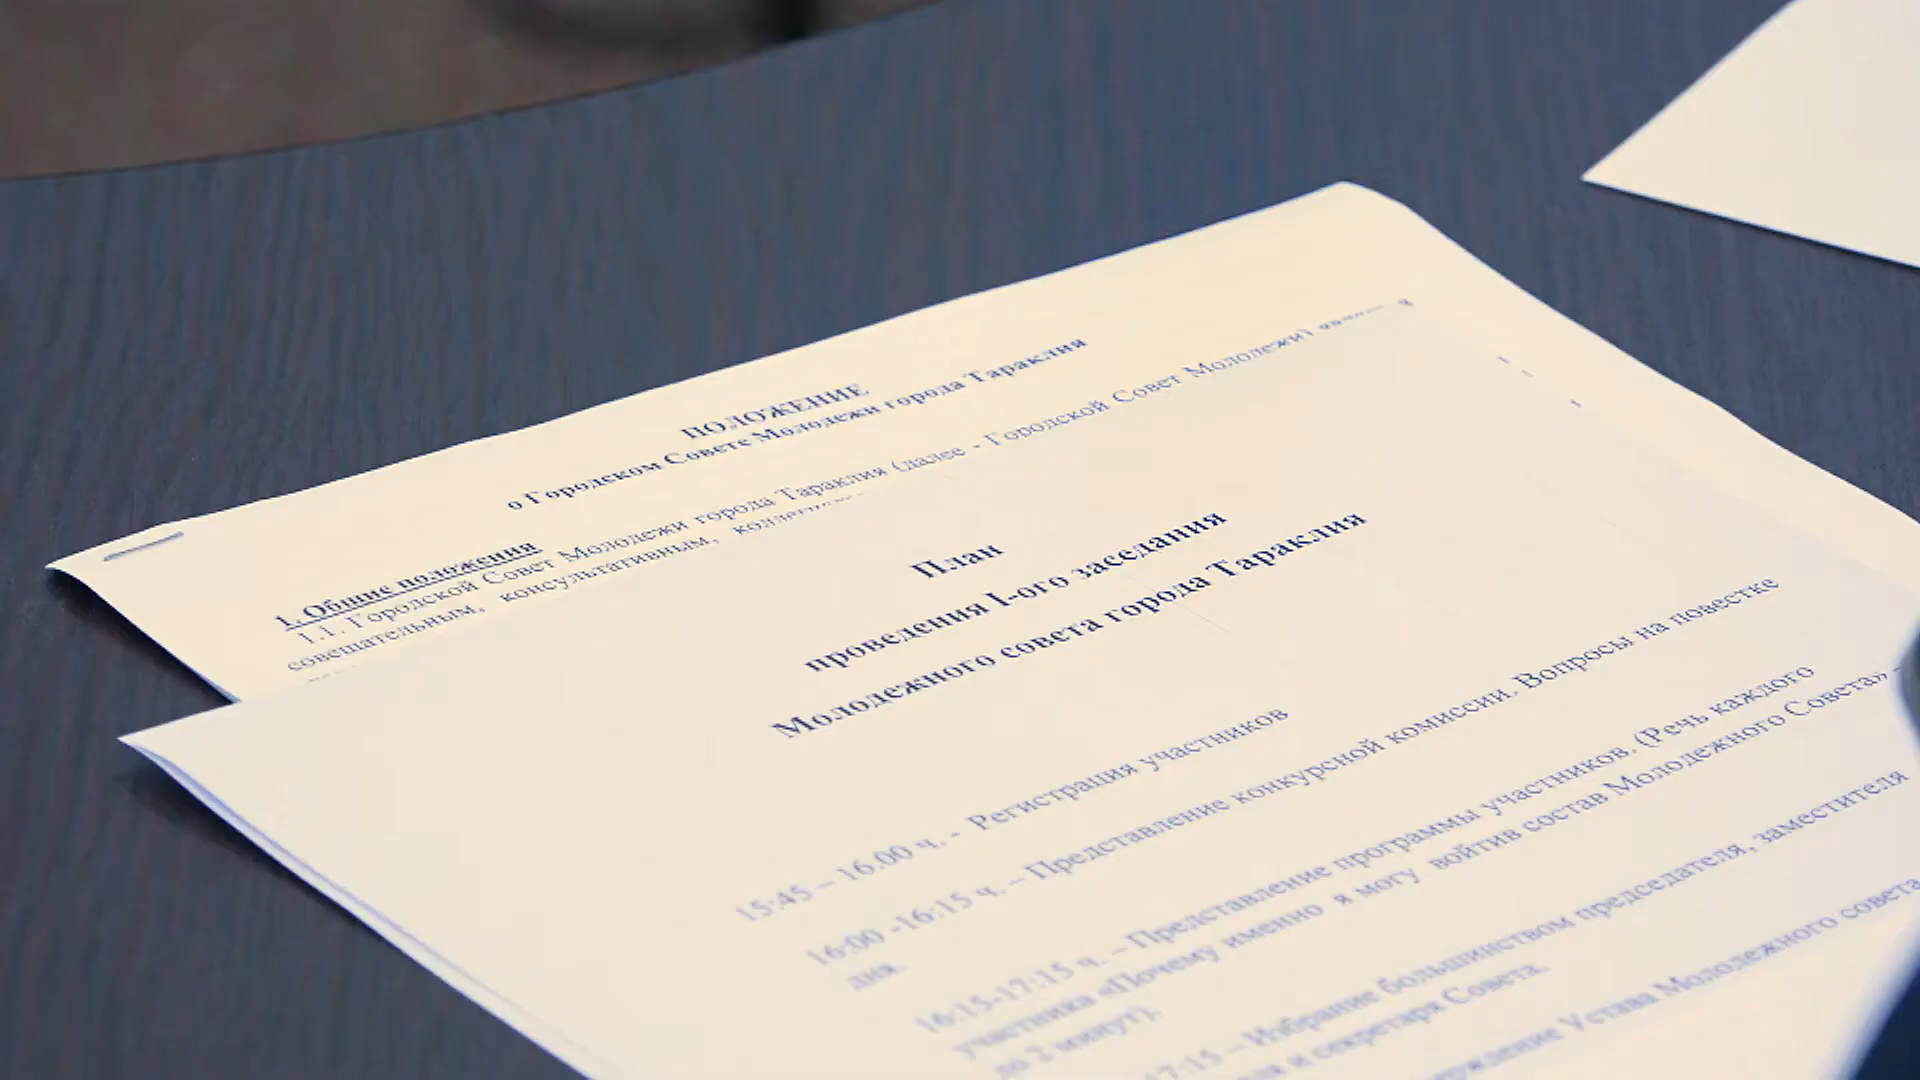 ПОЛОЖЕНИЕ
о Городском Совете Молодежи города Тараклия
1. Общие положения
1.1. Городской Совет Молодежи города Тараклия (далее - Городской Совет Молодежи)
совещательным, консультативным,
План
проведения I-ого заседания
Молодежного совета города Тараклия
15:45 – 16.00 ч. - Регистрация участников
16:00 -16:15 ч. – Представление конкурсной комиссии. Вопросы на повестке
дня.
16:15-17:15 ч. – Представление программы участников. (Речь каждого
участника «Почему именно я могу войтив состав Молодежного Совета» -
до 2 минут).
17:15 – Избрание большинством председателя, заместителя
и секретаря Совета.
Устава Молодежного совета